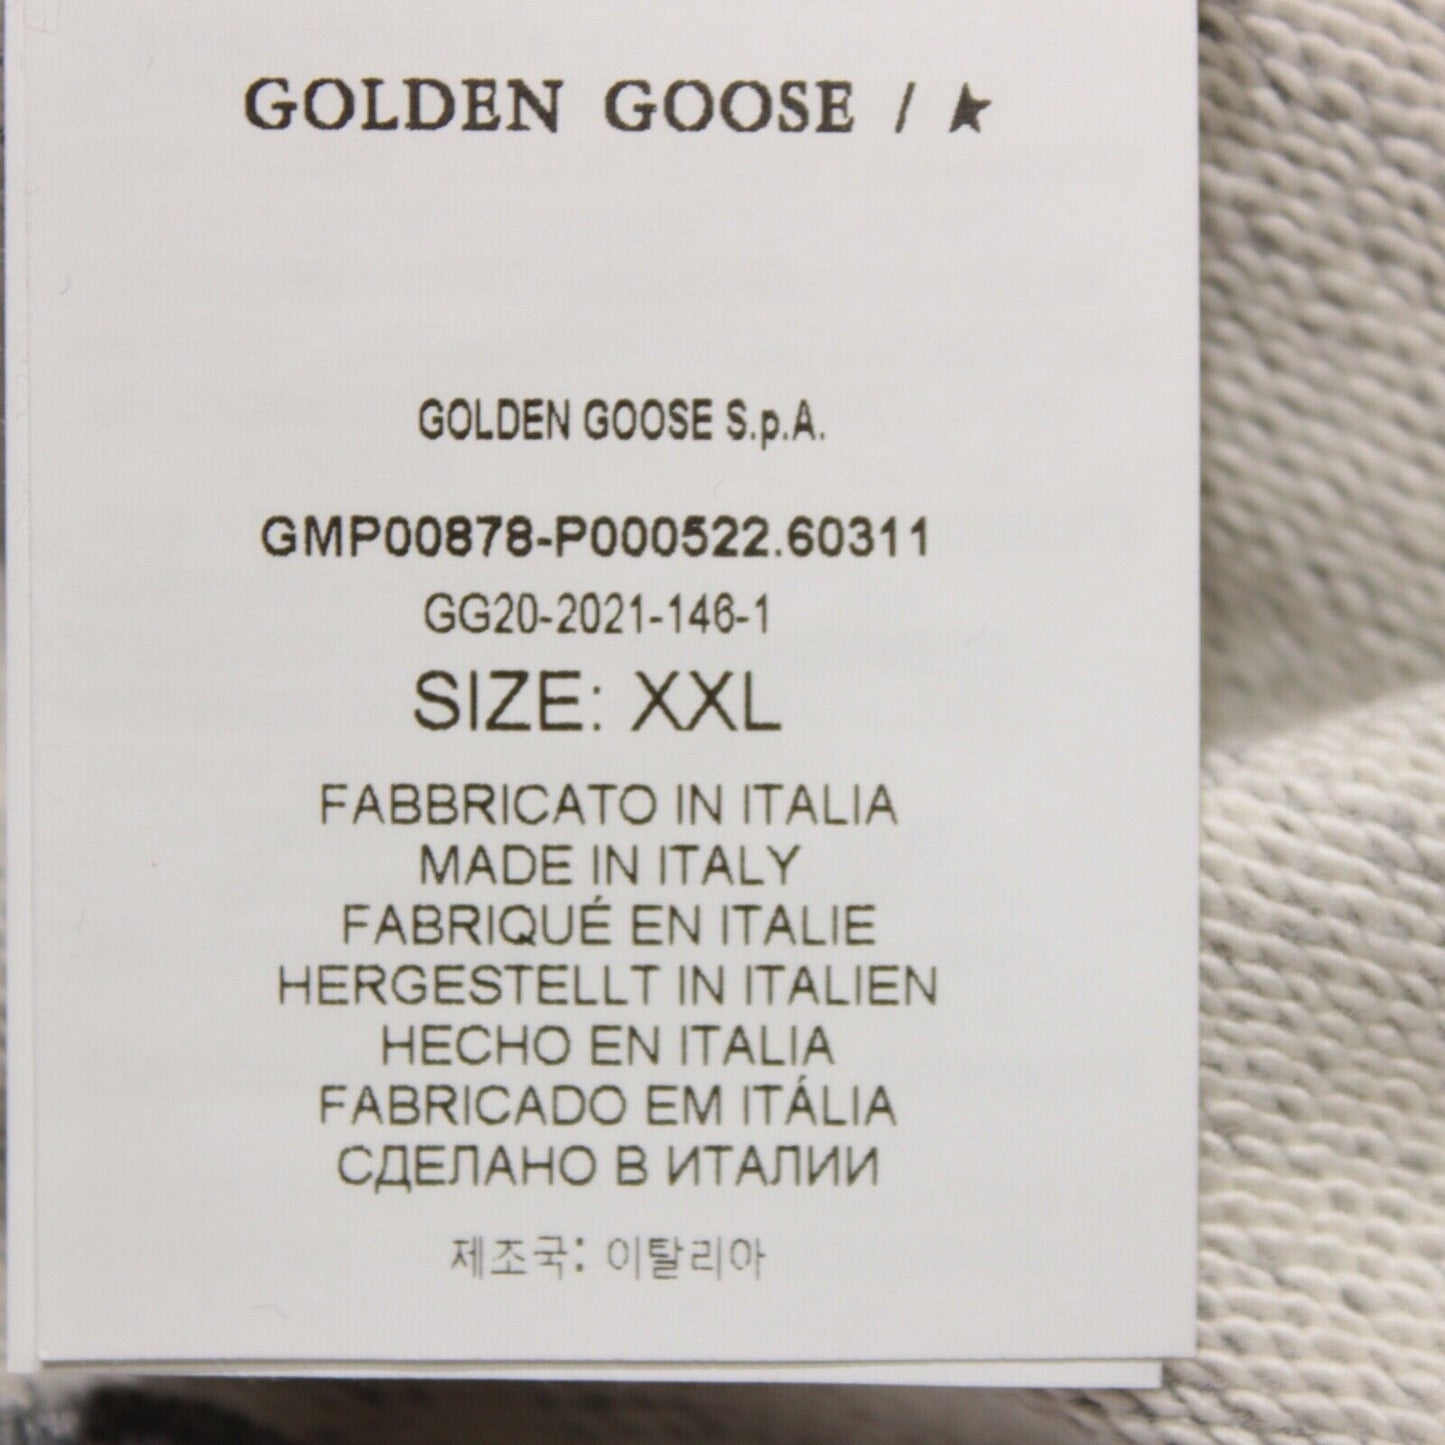 GOLDEN GOOSE / ★
GOLDEN GOOSE S.p.A.
GMP00878-P000522.60311
GG20-2021-146-1
SIZE: XXL
FABBRICATO IN ITALIA
MADE IN ITALY
FABRIQUÉ EN ITALIE
HERGESTELLT IN ITALIEN
HECHO EN ITALIA
FABRICADO EM ITÁLIA
СДЕЛАНО В ИТАЛИИ
제조국: 이탈리아